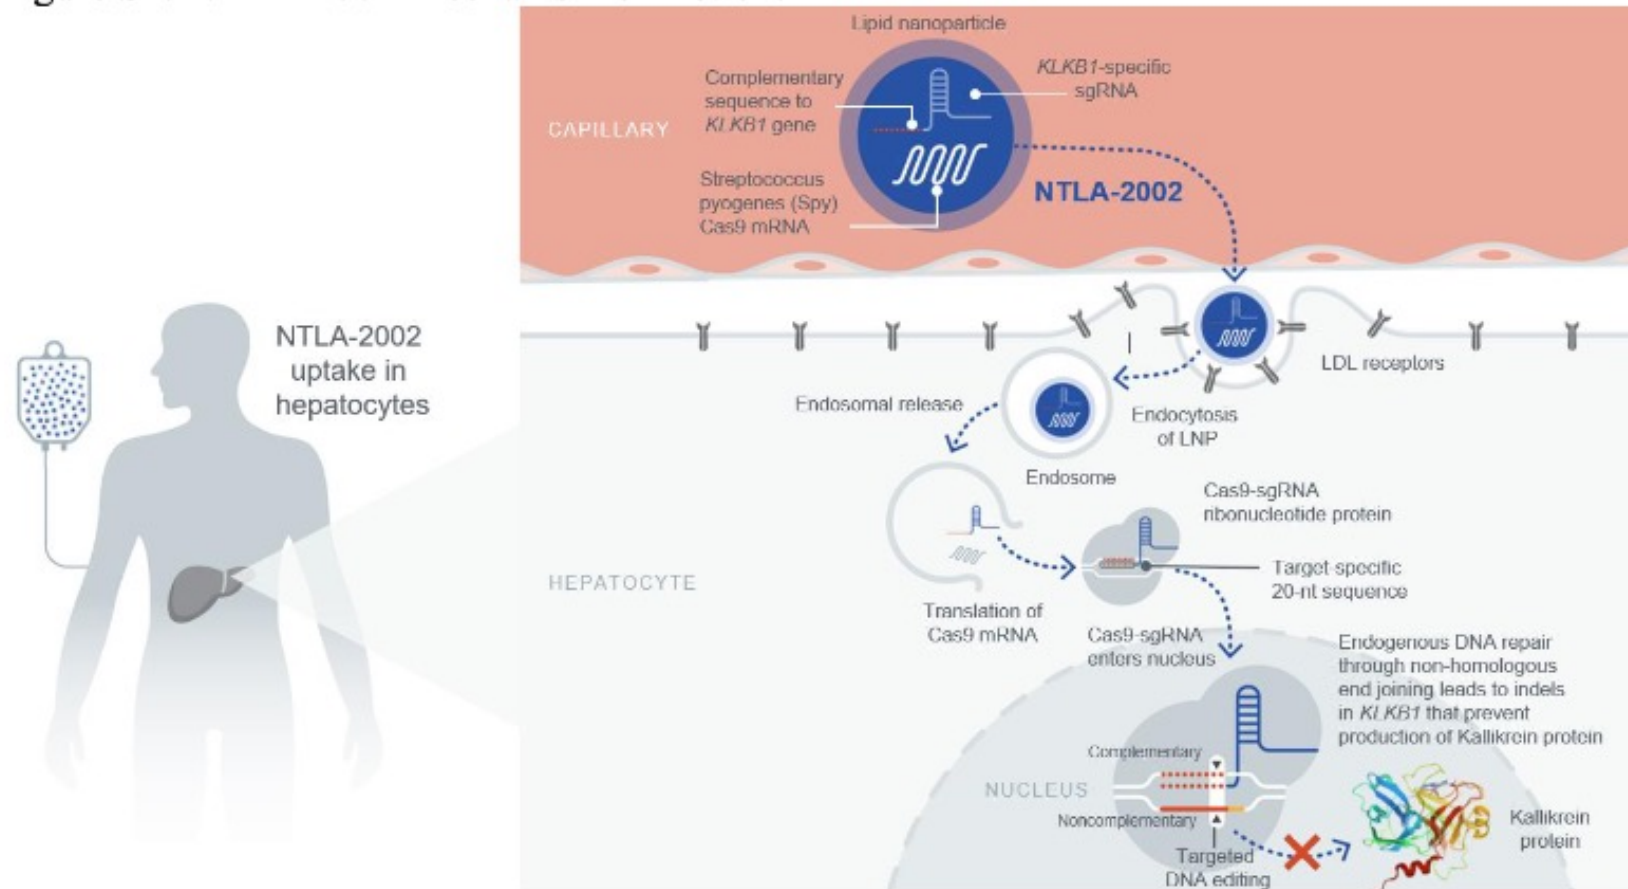 Lipid nanoparticle
Complementary
sequence to
KLKB1 gene
KLKB1-specific
sgRNA
CAPILLARY
Streptococcus
pyogenes (Spy)
Cas9 mRNA
NTLA-2002
NTLA-2002
uptake in
hepatocytes
LDL receptors
Endosomal release
Endocytosis
of LNP
Endosome
Cas9-sgRNA
ribonucleotide protein
HEPATOCYTE
Target-specific
20-nt sequence
Translation of
Cas9 mRNA
Cas9-sgRNA
enters nucleus
Endogenous DNA repair
through non-homologous
end joining leads to indels
in KLKB1 that prevent
production of Kallikrein protein
Complementary
NUCLEUS
Noncomplementary
Kallikrein
protein
Targeted
DNA editing